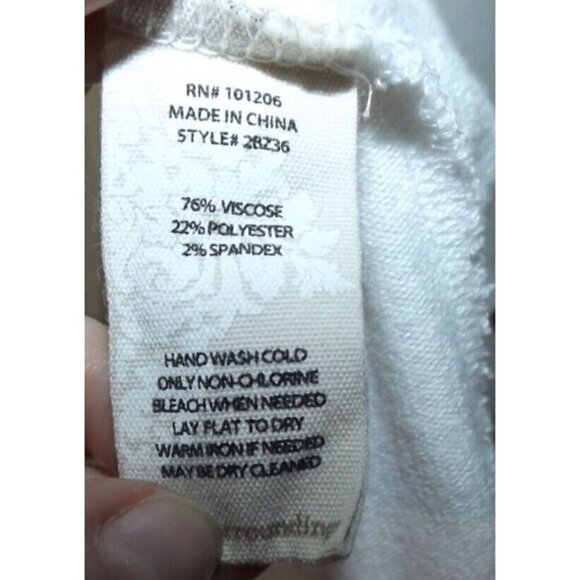 RN# 101206
MADE IN CHINA
STYLE# 2BZ36
76% VISCOSE
22% POLYESTER
2% SPANDEX
HAND WASH COLD
ONLY NON-CHLORINE
BLEACH WHEN NEEDED
LAY FLAT TO DRY
WARM IRON IF NEEDED
MAY BE DRY CLEANED